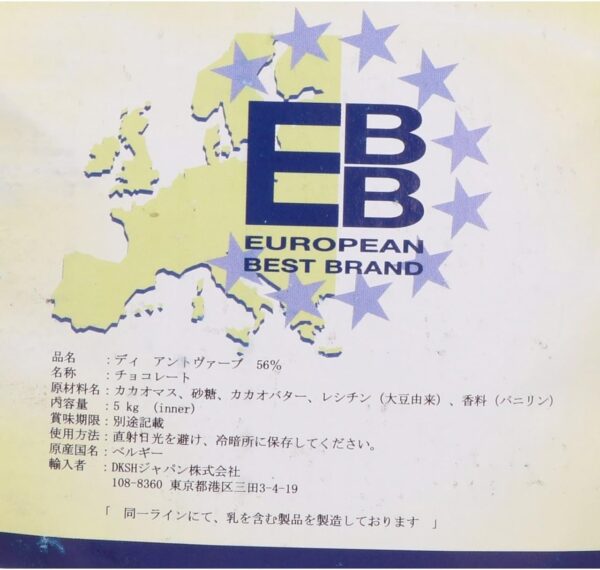 EBB
EUROPEAN
BEST BRAND
品名 : ディ アントヴァープ 56%
名称 : チョコレート
原材料名 : カカオマス、砂糖、カカオバター、レシチン（大豆由来）、香料（バニリン）
内容量 : 5 kg (inner)
賞味期限 : 別途記載
使用方法 : 直射日光を避け、冷暗所に保存してください。
原産国名 : ベルギー
輸入者 : DKSHジャパン株式会社
108-8360 東京都港区三田3-4-19
「 同一ラインにて、乳を含む製品を製造しております 」